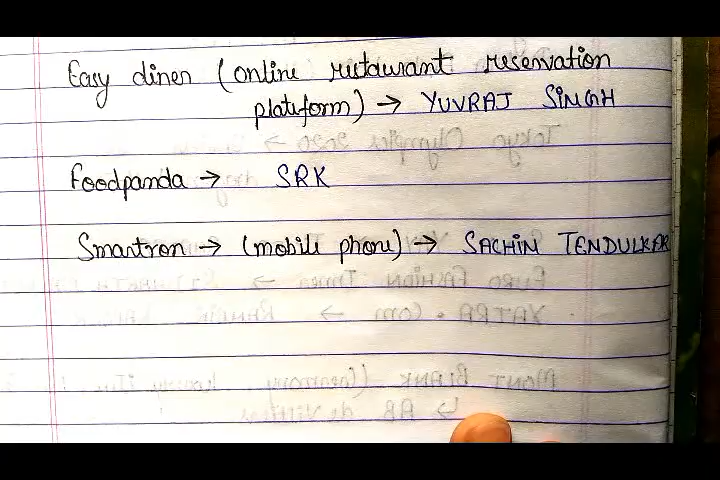 Easy diner (online restaurant reservation
platform) → YUVRAJ SINGH
Foodpanda → SRK
Smartron → (mobile phone) → SACHIN TENDULKAR